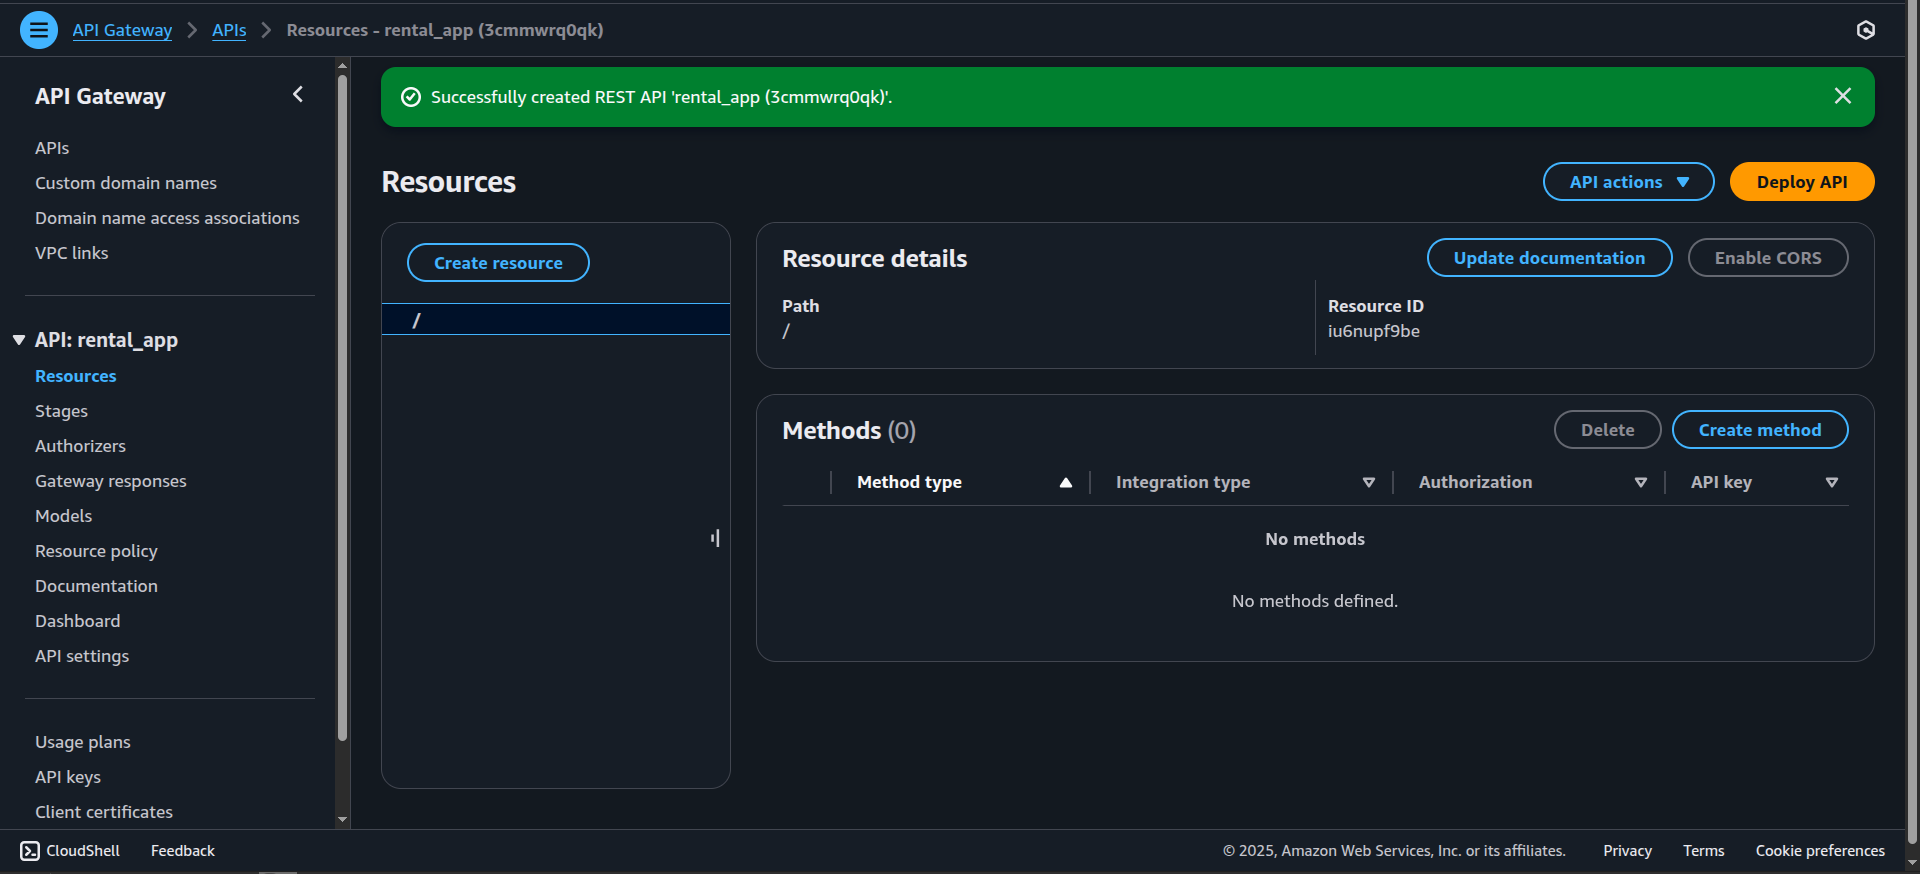 API Gateway > APIs > Resources - rental_app (3cmmwrq0qk)
API Gateway
APIs
Custom domain names
Domain name access associations
VPC links
API: rental_app
Resources
Stages
Authorizers
Gateway responses
Models
Resource policy
Documentation
Dashboard
API settings
Usage plans
API keys
Client certificates
Successfully created REST API 'rental_app (3cmmwrq0qk)'.
Resources
API actions
Deploy API
Create resource
/
Resource details
Update documentation
Enable CORS
Path
/
Resource ID
iu6nupf9be
Methods (0)
Delete
Create method
Method type
Integration type
Authorization
API key
No methods
No methods defined.
CloudShell
Feedback
© 2025, Amazon Web Services, Inc. or its affiliates.
Privacy
Terms
Cookie preferences